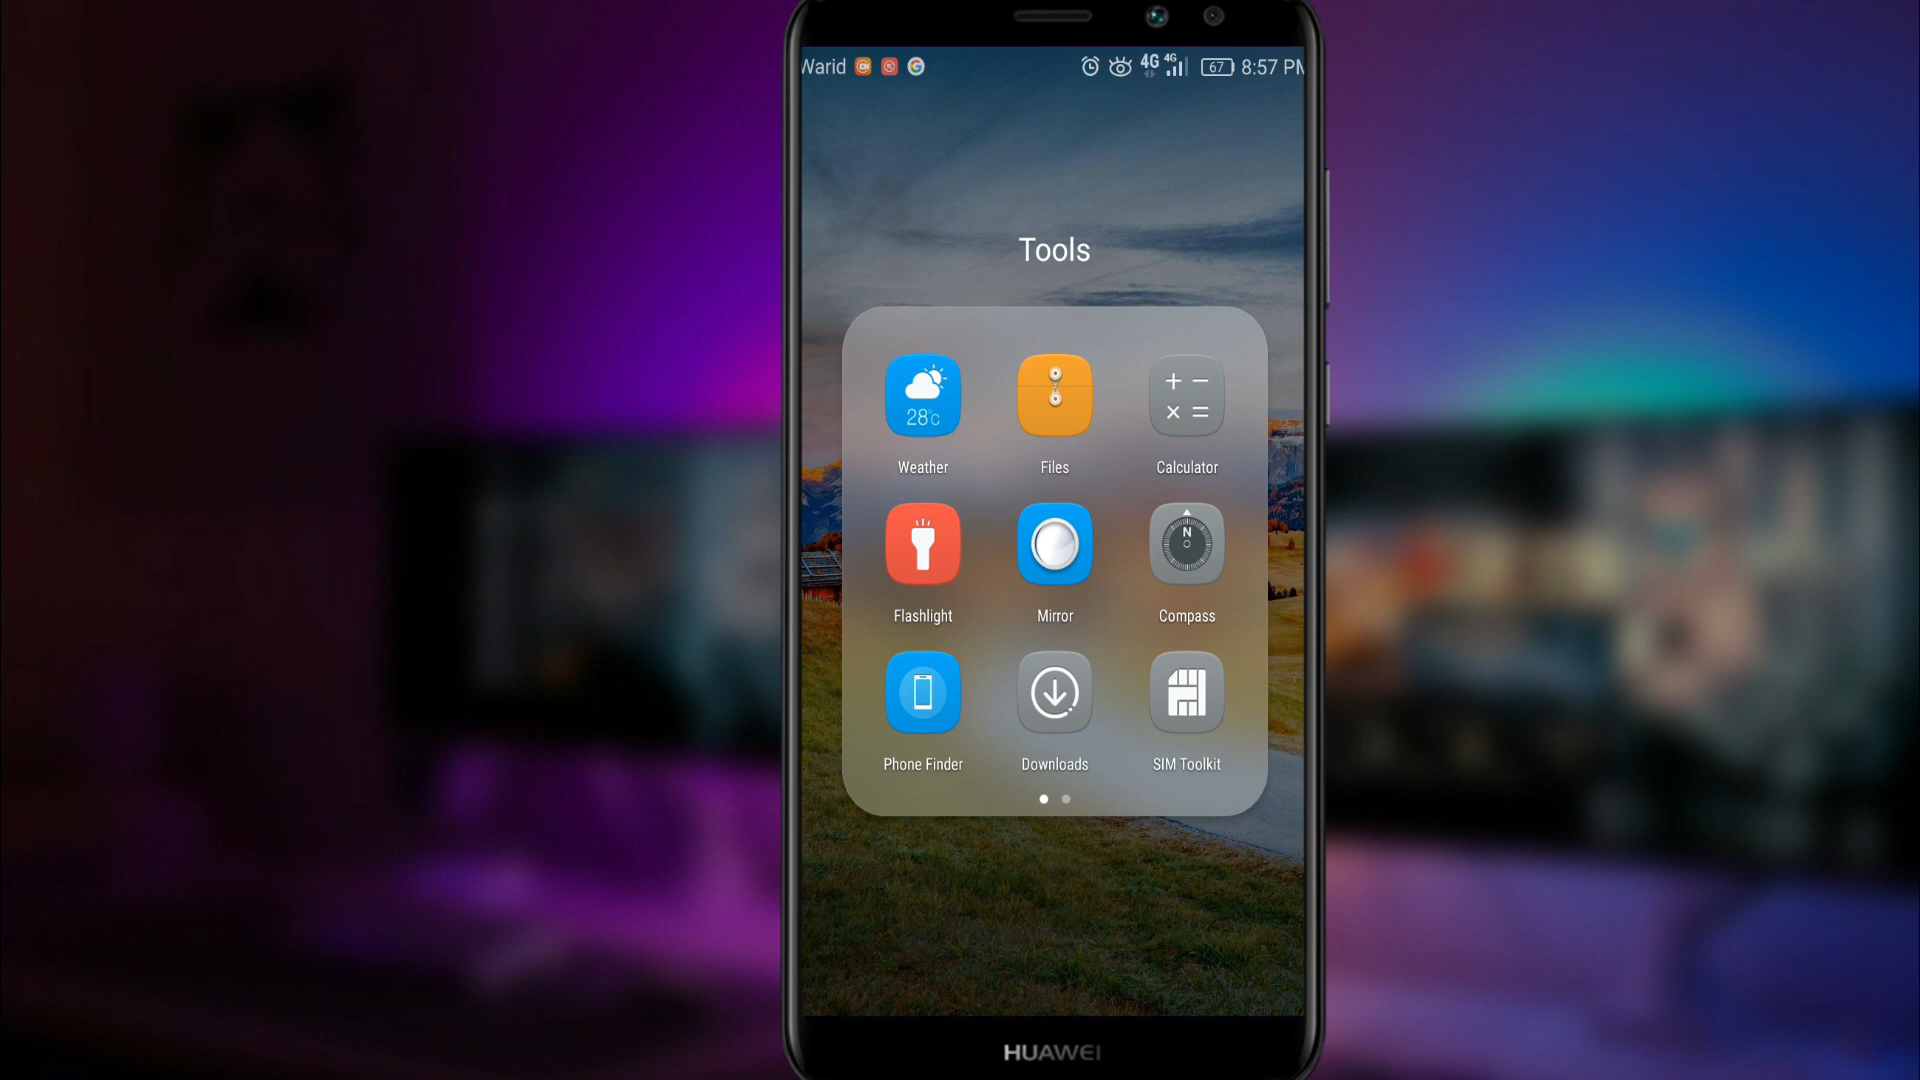 Warid 4G 4G 67 8:57 PM
Tools
28°C
Weather Files Calculator
N
Flashlight Mirror Compass
Phone Finder Downloads SIM Toolkit
HUAWEI